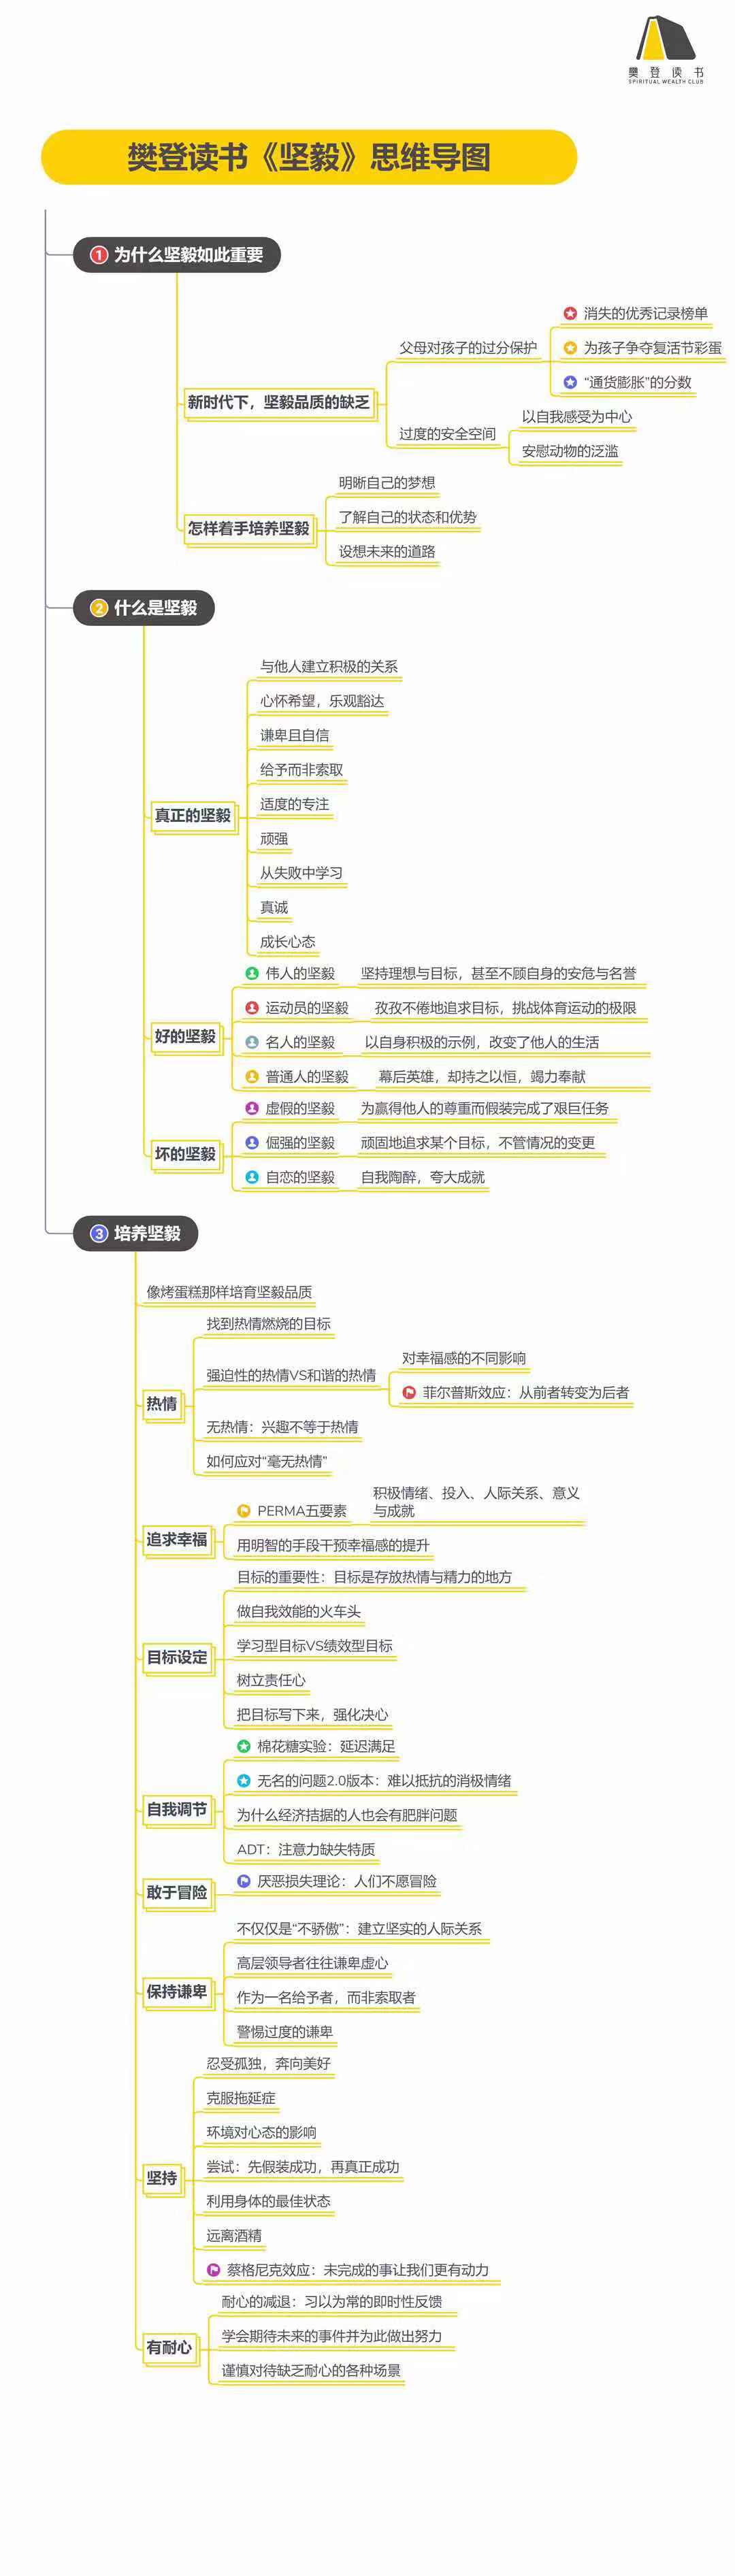 樊登读书
SPIRITUAL WEALTH CLUB
樊登读书《坚毅》思维导图
1 为什么坚毅如此重要
新时代下，坚毅品质的缺乏
父母对孩子的过分保护
消失的优秀记录榜单
为孩子争夺复活节彩蛋
“通货膨胀”的分数
过度的安全空间
以自我感受为中心
安慰动物的泛滥
怎样着手培养坚毅
明晰自己的梦想
了解自己的状态和优势
设想未来的道路
2 什么是坚毅
真正的坚毅
与他人建立积极的关系
心怀希望，乐观豁达
谦卑且自信
给予而非索取
适度的专注
顽强
从失败中学习
真诚
成长心态
好的坚毅
伟人的坚毅 坚持理想与目标，甚至不顾自身的安危与名誉
运动员的坚毅 孜孜不倦地追求目标，挑战体育运动的极限
名人的坚毅 以自身积极的示例，改变了他人的生活
普通人的坚毅 幕后英雄，却持之以恒，竭力奉献
坏的坚毅
虚假的坚毅 为赢得他人的尊重而假装完成了艰巨任务
倔强的坚毅 顽固地追求某个目标，不管情况的变更
自恋的坚毅 自我陶醉，夸大成就
3 培养坚毅
像烤蛋糕那样培育坚毅品质
热情
找到热情燃烧的目标
强迫性的热情VS和谐的热情
对幸福感的不同影响
菲尔普斯效应：从前者转变为后者
无热情：兴趣不等于热情
如何应对“毫无热情”
追求幸福
PERMA五要素
积极情绪、投入、人际关系、意义
与成就
用明智的手段干预幸福感的提升
目标设定
目标的重要性：目标是存放热情与精力的地方
做自我效能的火车头
学习型目标VS绩效型目标
树立责任心
把目标写下来，强化决心
自我调节
棉花糖实验：延迟满足
无名的问题2.0版本：难以抵抗的消极情绪
为什么经济拮据的人也会有肥胖问题
ADT：注意力缺失特质
敢于冒险
厌恶损失理论：人们不愿冒险
保持谦卑
不仅仅是“不骄傲”：建立坚实的人际关系
高层领导者往往谦卑虚心
作为一名给予者，而非索取者
警惕过度的谦卑
坚持
忍受孤独，奔向美好
克服拖延症
环境对心态的影响
尝试：先假装成功，再真正成功
利用身体的最佳状态
远离酒精
蔡格尼克效应：未完成的事让我们更有动力
有耐心
耐心的减退：习以为常的即时性反馈
学会期待未来的事件并为此做出努力
谨慎对待缺乏耐心的各种场景